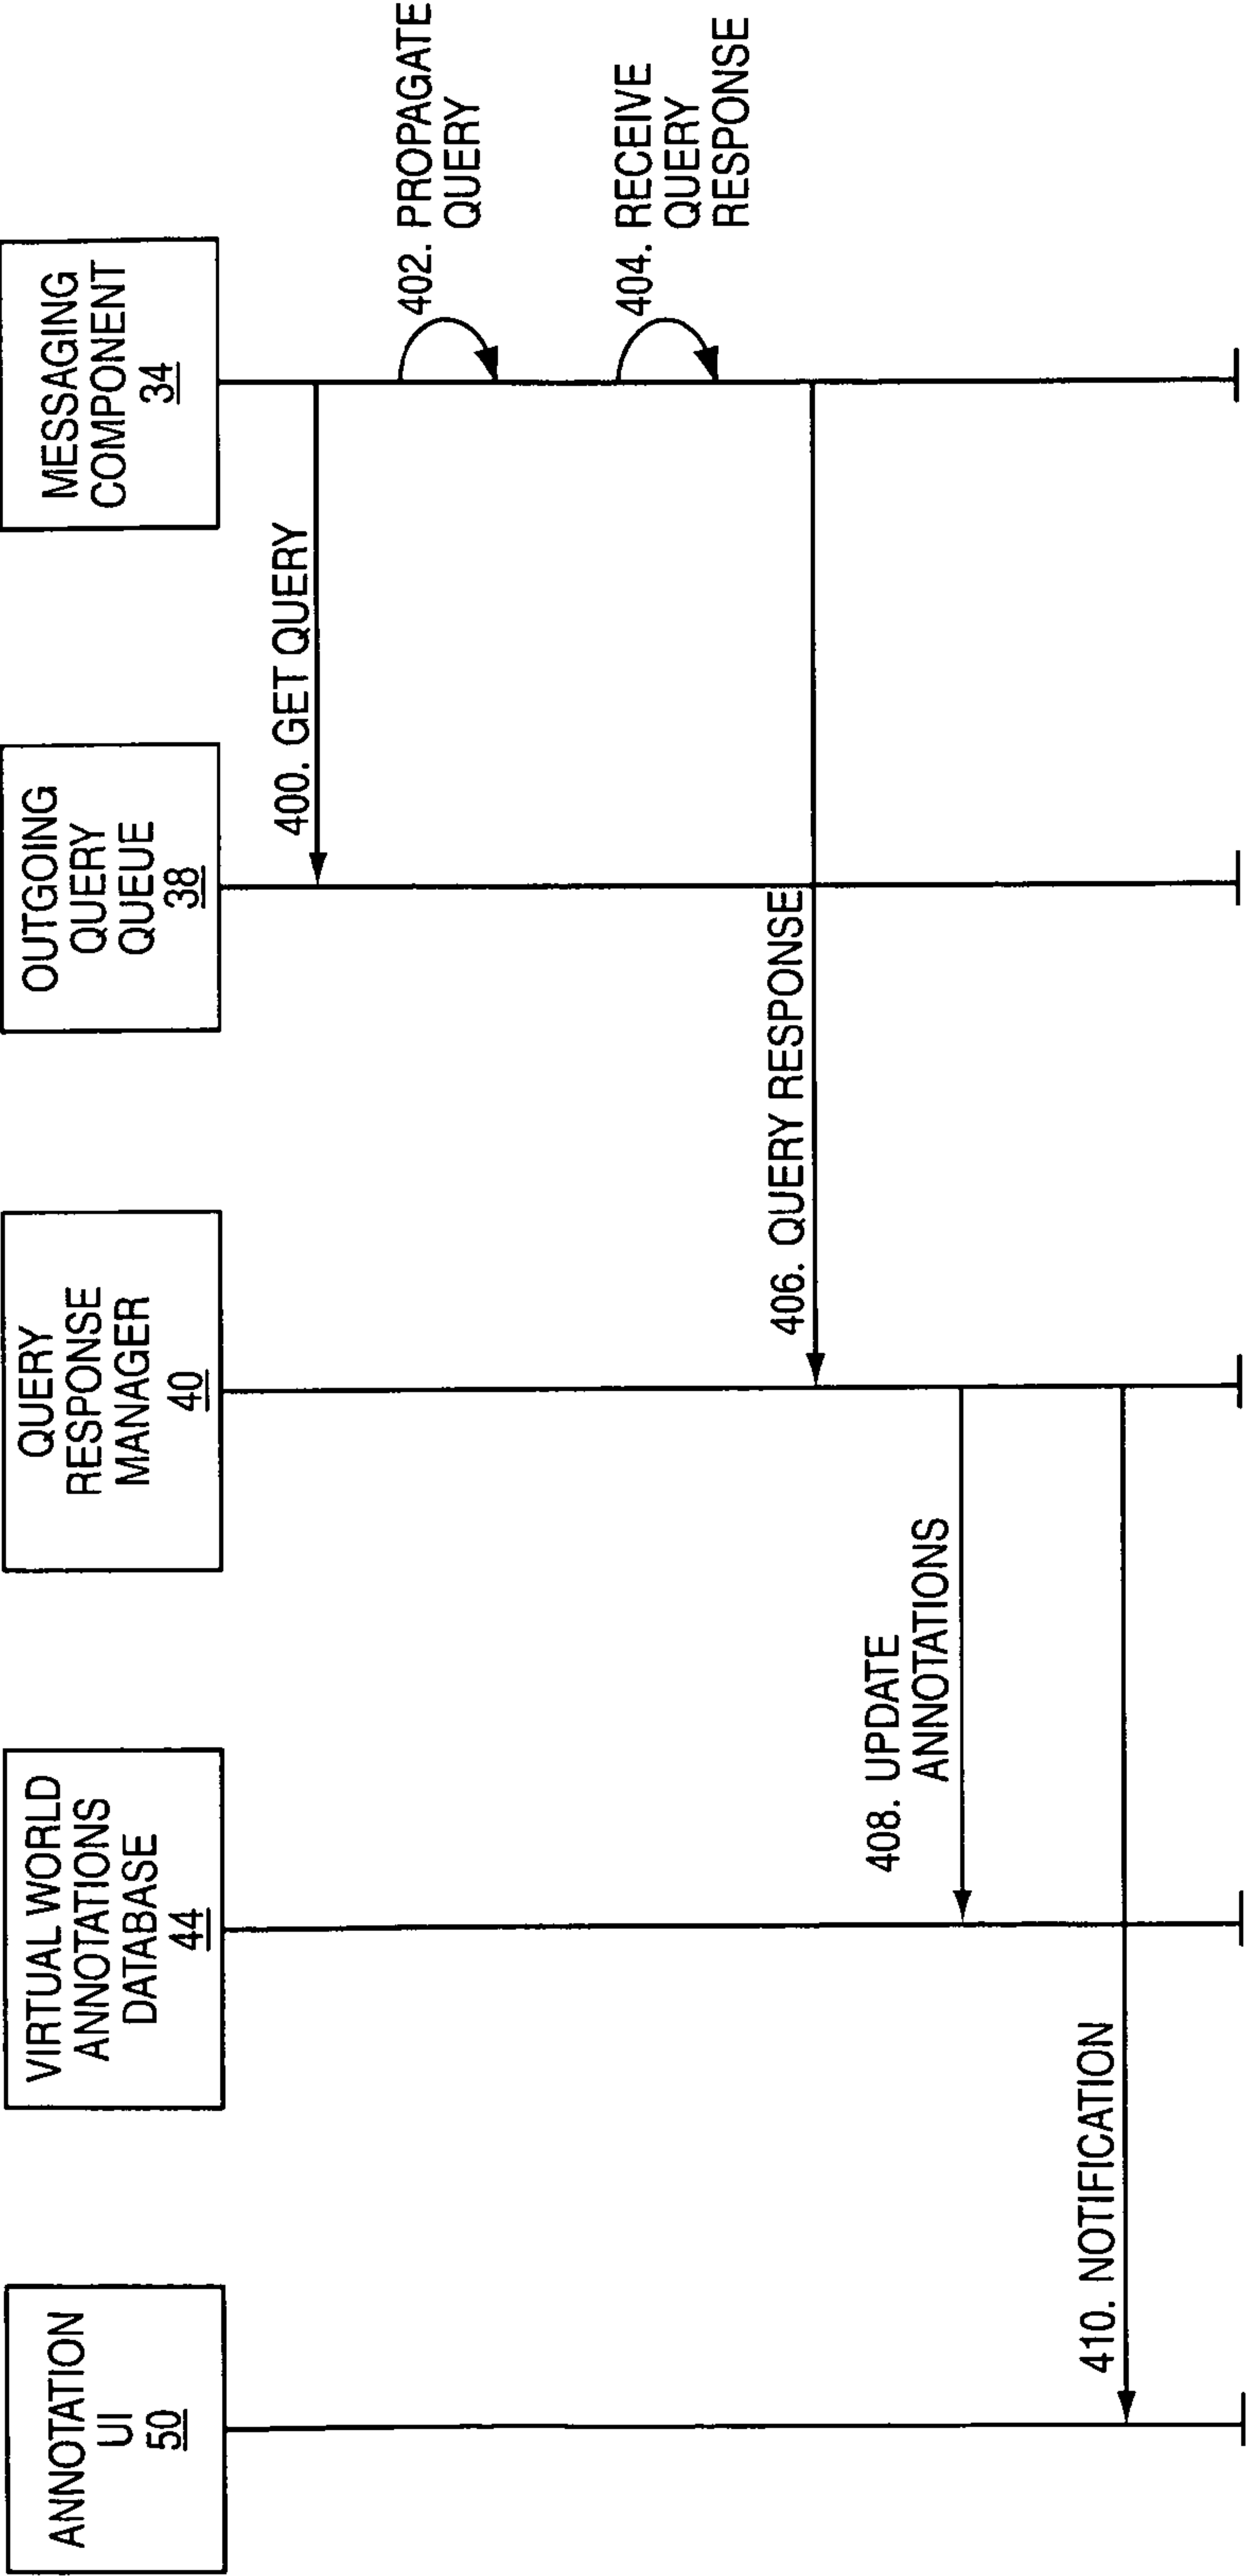 ANNOTATION
UI
50
VIRTUAL WORLD
ANNOTATIONS
DATABASE
44
QUERY
RESPONSE
MANAGER
40
OUTGOING
QUERY
QUEUE
38
MESSAGING
COMPONENT
34
400. GET QUERY
402. PROPAGATE
QUERY
404. RECEIVE
QUERY
RESPONSE
406. QUERY RESPONSE
408. UPDATE
ANNOTATIONS
410. NOTIFICATION